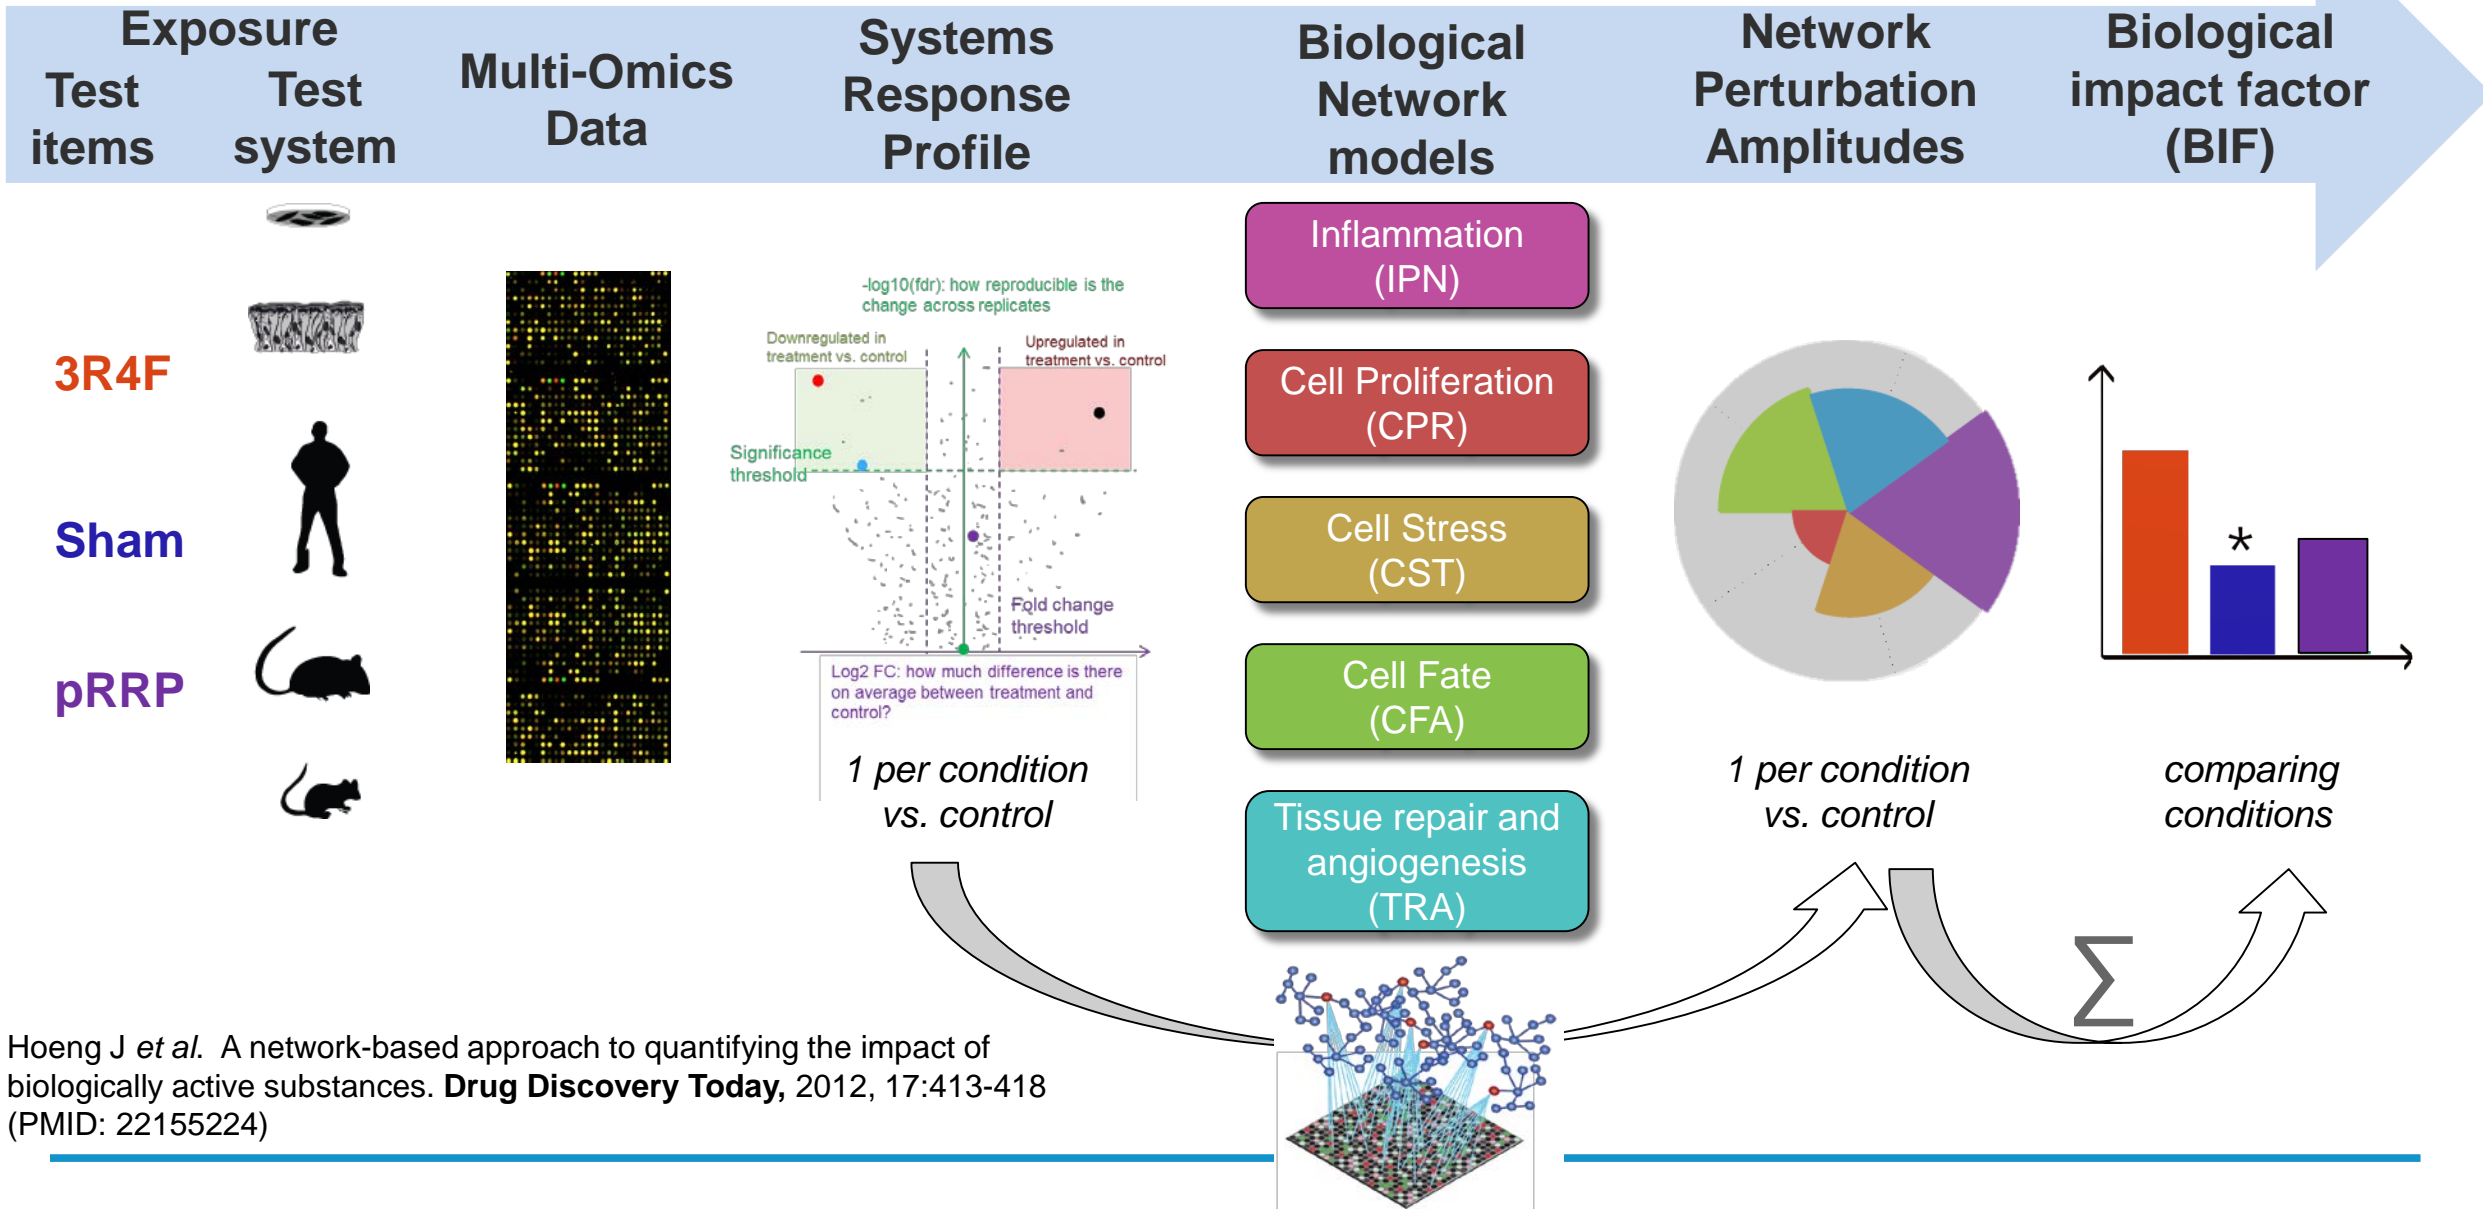 Exposure
Test
items
Test
system
Multi-Omics
Data
Systems
Response
Profile
Biological
Network
models
Network
Perturbation
Amplitudes
Biological
impact factor
(BIF)
3R4F
Sham
pRRP
-log10(fdr): how reproducible is the
change across replicates
Downregulated in
treatment vs. control
Upregulated in
treatment vs. control
Significance
threshold
Fold change
threshold
Log2 FC: how much difference is there
on average between treatment and
control?
1 per condition
vs. control
Inflammation
(IPN)
Cell Proliferation
(CPR)
Cell Stress
(CST)
Cell Fate
(CFA)
Tissue repair and
angiogenesis
(TRA)
1 per condition
vs. control
*
comparing
conditions
∑
Hoeng J et al. A network-based approach to quantifying the impact of
biologically active substances. Drug Discovery Today, 2012, 17:413-418
(PMID: 22155224)